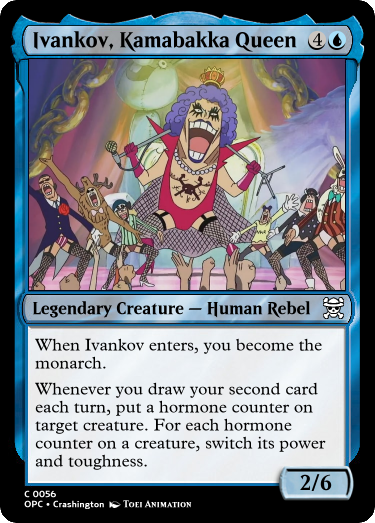 Ivankov, Kamabakka Queen 4
Legendary Creature — Human Rebel
When Ivankov enters, you become the
monarch.
Whenever you draw your second card
each turn, put a hormone counter on
target creature. For each hormone
counter on a creature, switch its power
and toughness.
2/6
C 0056
OPC • Crashington TOEI ANIMATION